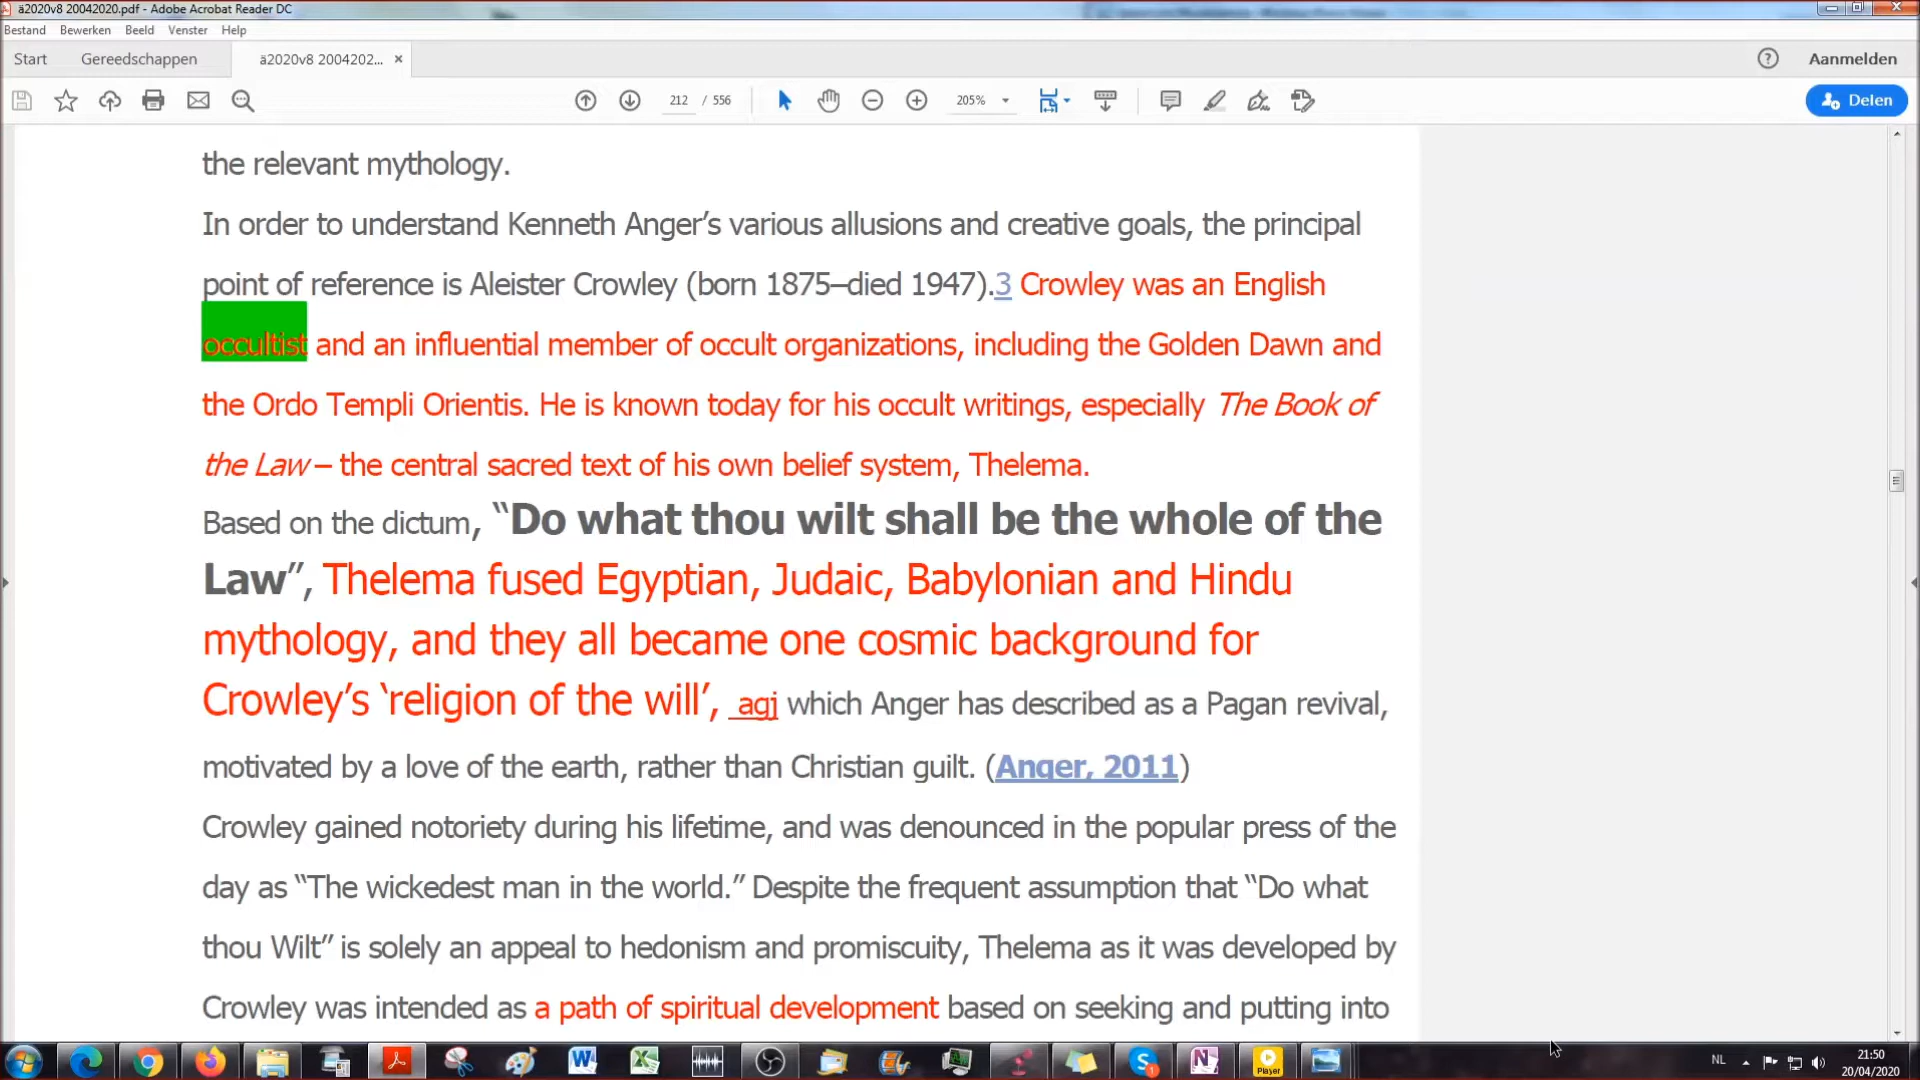 ä2020v8 20042020.pdf - Adobe Acrobat Reader DC
Bestand Bewerken Beeld Venster Help
Start Gereedschappen ä2020v8 2004202... × Aanmelden
212 / 556 205% Delen
the relevant mythology.
In order to understand Kenneth Anger’s various allusions and creative goals, the principal
point of reference is Aleister Crowley (born 1875–died 1947).3 Crowley was an English
occultist and an influential member of occult organizations, including the Golden Dawn and
the Ordo Templi Orientis. He is known today for his occult writings, especially The Book of
the Law – the central sacred text of his own belief system, Thelema.
Based on the dictum, “Do what thou wilt shall be the whole of the
Law”, Thelema fused Egyptian, Judaic, Babylonian and Hindu
mythology, and they all became one cosmic background for
Crowley’s ‘religion of the will’, agj which Anger has described as a Pagan revival,
motivated by a love of the earth, rather than Christian guilt. (Anger, 2011)
Crowley gained notoriety during his lifetime, and was denounced in the popular press of the
day as “The wickedest man in the world.” Despite the frequent assumption that “Do what
thou Wilt” is solely an appeal to hedonism and promiscuity, Thelema as it was developed by
Crowley was intended as a path of spiritual development based on seeking and putting into
Player
NL 21:50
20/04/2020